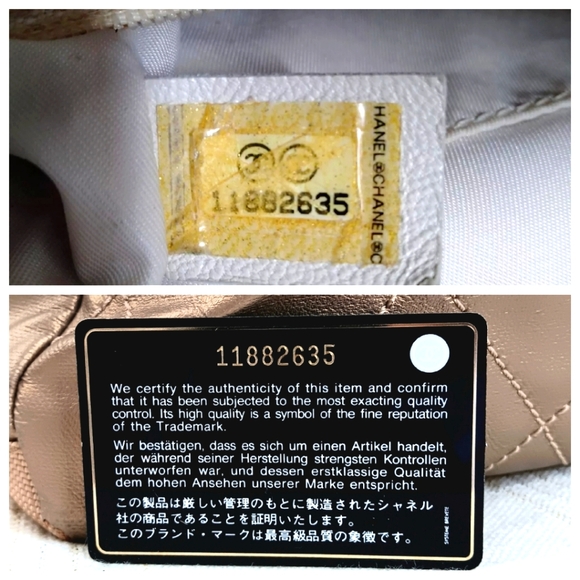 HANEL®CHANEL®C
11882635
11882635
We certify the authenticity of this item and confirm
that it has been subjected to the most exacting quality
control. Its high quality is a symbol of the fine reputation
of the Trademark.
Wir bestätigen, dass es sich um einen Artikel handelt,
der während seiner Herstellung strengsten Kontrollen
unterworfen war, und dessen erstklassige Qualität
dem hohen Ansehen unserer Marke entspricht.
この製品は厳しい管理のもとに製造されたシャネル
社の商品であることを証明いたします。
このブランド・マークは最高級品質の象徴です。